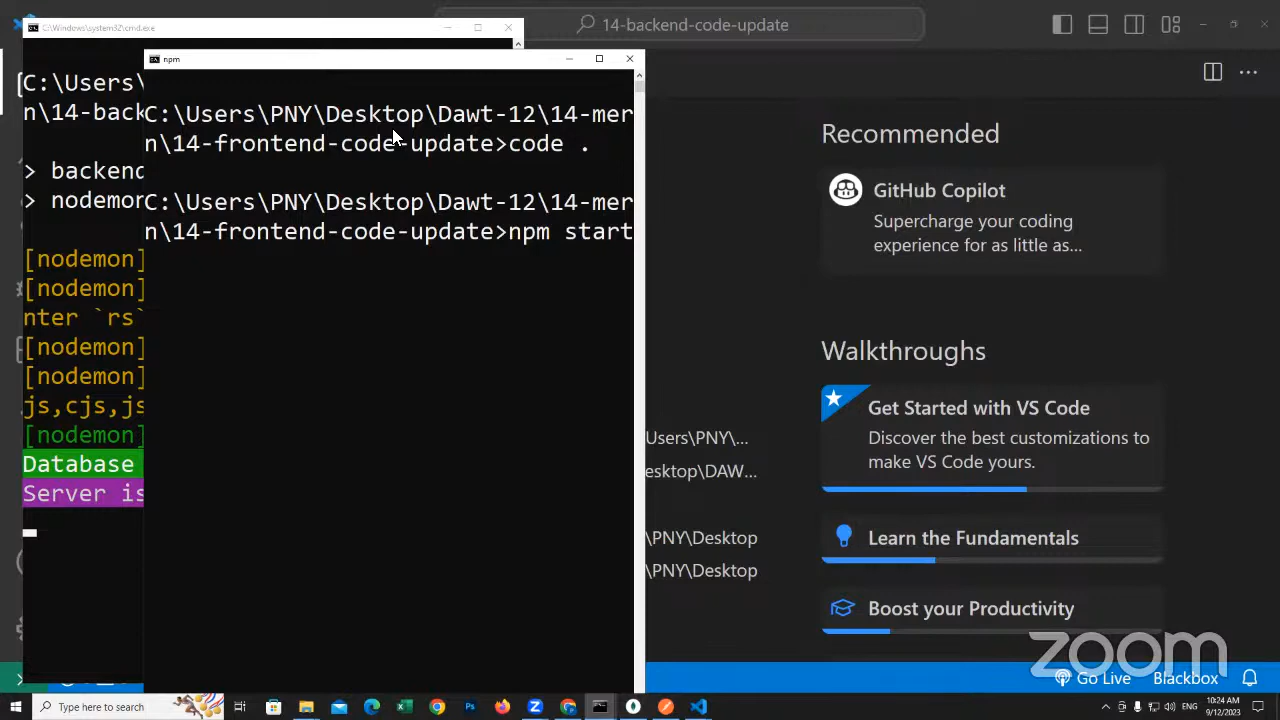 C:\Windows\system32\cmd.exe
14-backend-code-update
npm
C:\Users\
n\14-back
> backend
> nodemon
[nodemon]
[nodemon]
nter `rs`
[nodemon]
[nodemon]
js,cjs,js
[nodemon]
Database
Server is
C:\Users\PNY\Desktop\Dawt-12\14-mer
n\14-frontend-code-update>code .
C:\Users\PNY\Desktop\Dawt-12\14-mer
n\14-frontend-code-update>npm start
Recommended
GitHub Copilot
Supercharge your coding
experience for as little as...
Walkthroughs
Get Started with VS Code
Discover the best customizations to
make VS Code yours.
Learn the Fundamentals
Boost your Productivity
Users\PNY\...
esktop\DAW...
\PNY\Desktop
\PNY\Desktop
zoom
Go Live
Blackbox
Type here to search
10:24 AM
9/12/2023